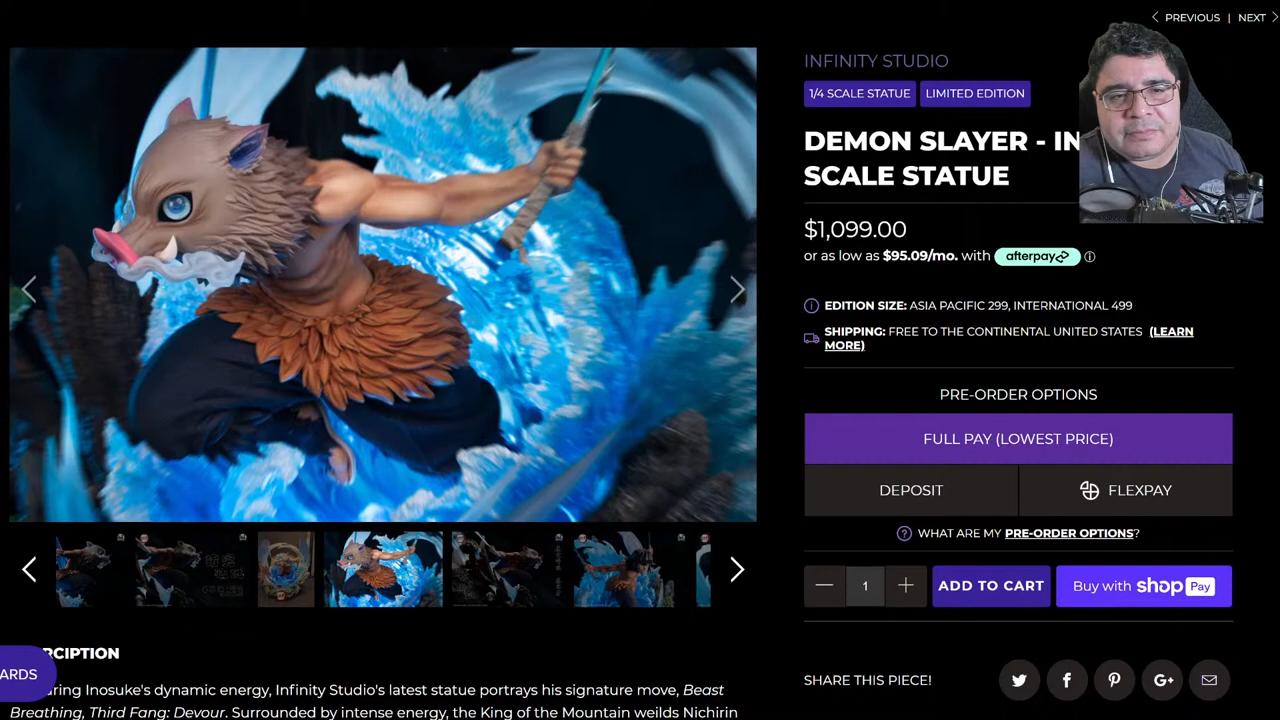 PREVIOUS | NEXT
INFINITY STUDIO
1/4 SCALE STATUE LIMITED EDITION
DEMON SLAYER - IN
SCALE STATUE
$1,099.00
or as low as $95.09/mo. with afterpay
EDITION SIZE: ASIA PACIFIC 299, INTERNATIONAL 499
SHIPPING: FREE TO THE CONTINENTAL UNITED STATES (LEARN
MORE)
PRE-ORDER OPTIONS
FULL PAY (LOWEST PRICE)
DEPOSIT FLEXPAY
WHAT ARE MY PRE-ORDER OPTIONS?
1 ADD TO CART Buy with shop Pay
SHARE THIS PIECE!
RCIPTION
ARDS
ring Inosuke's dynamic energy, Infinity Studio's latest statue portrays his signature move, Beast
Breathing, Third Fang: Devour. Surrounded by intense energy, the King of the Mountain weilds Nichirin